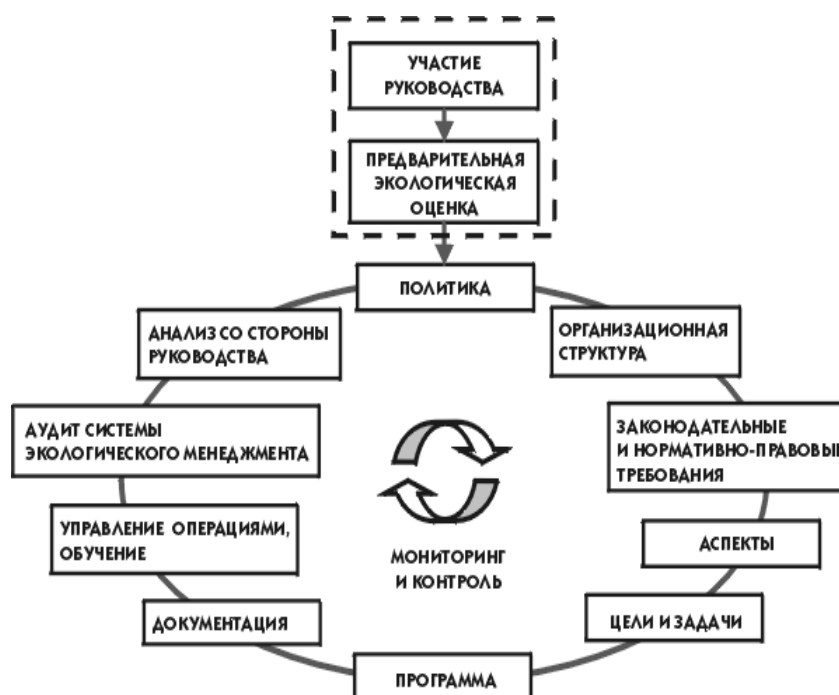 УЧАСТИЕ
РУКОВОДСТВА
ПРЕДВАРИТЕЛЬНАЯ
ЭКОЛОГИЧЕСКАЯ
ОЦЕНКА
ПОЛИТИКА
АНАЛИЗ СО СТОРОНЫ
РУКОВОДСТВА
ОРГАНИЗАЦИОННАЯ
СТРУКТУРА
АУДИТ СИСТЕМЫ
ЭКОЛОГИЧЕСКОГО МЕНЕДЖМЕНТА
ЗАКОНОДАТЕЛЬНЫЕ
И НОРМАТИВНО-ПРАВОВЫЕ
ТРЕБОВАНИЯ
УПРАВЛЕНИЕ ОПЕРАЦИЯМИ,
ОБУЧЕНИЕ
АСПЕКТЫ
МОНИТОРИНГ
И КОНТРОЛЬ
ДОКУМЕНТАЦИЯ
ЦЕЛИ И ЗАДАЧИ
ПРОГРАММА